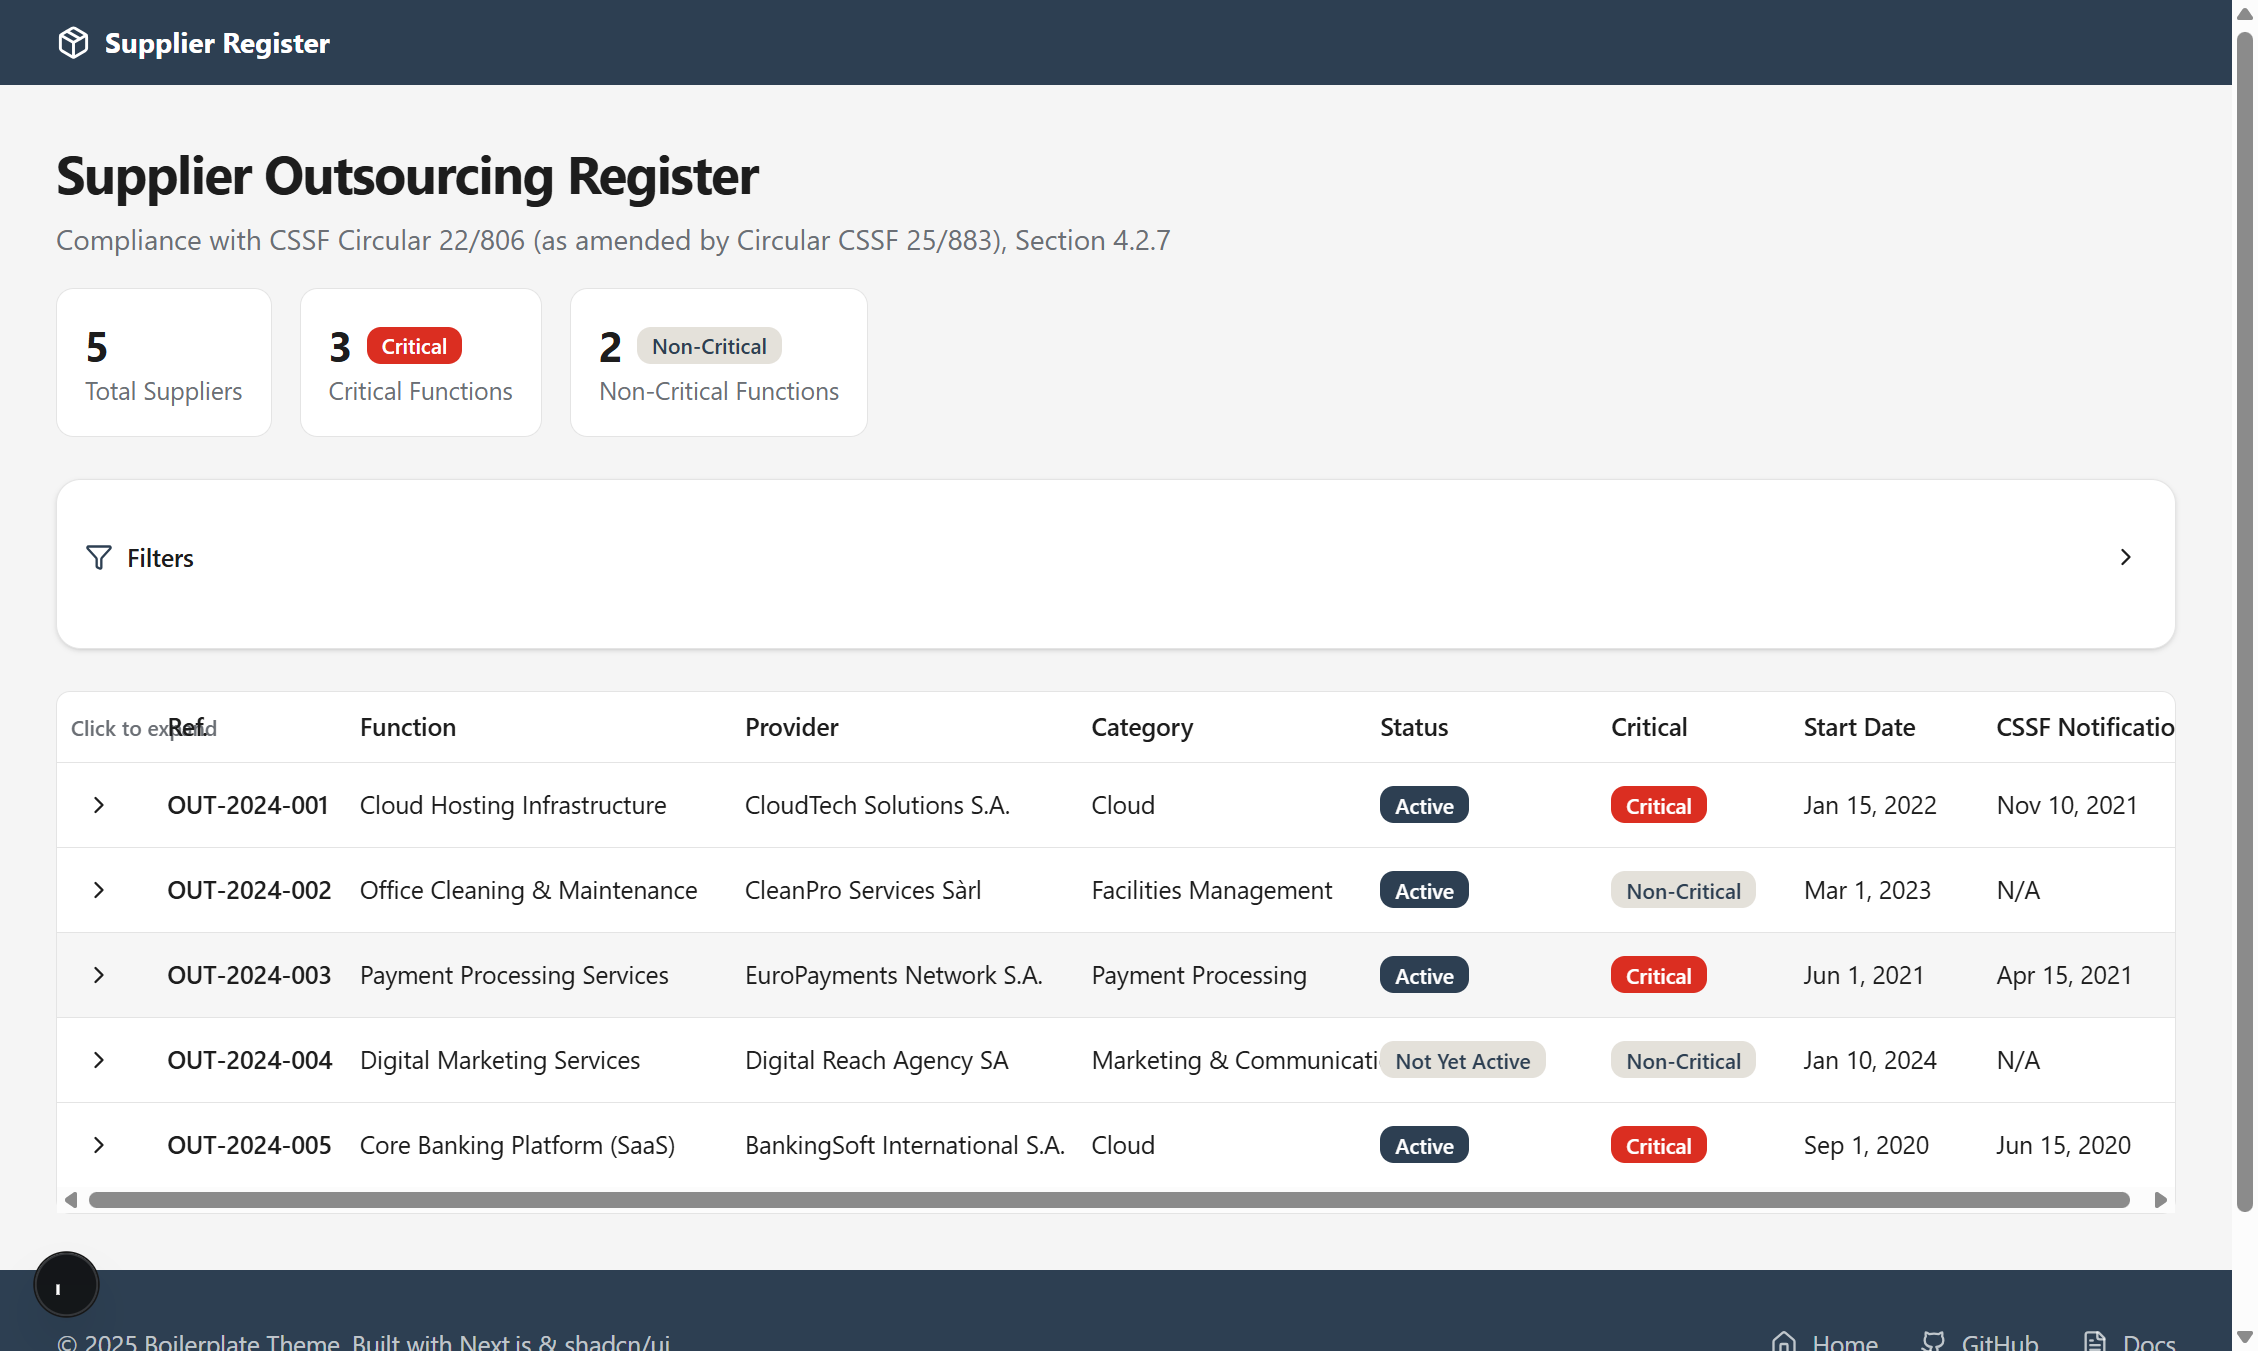 Supplier Register
Supplier Outsourcing Register
Compliance with CSSF Circular 22/806 (as amended by Circular CSSF 25/883), Section 4.2.7
5
Total Suppliers
3 Critical
Critical Functions
2 Non-Critical
Non-Critical Functions
Filters
Click to expand Ref. Function Provider Category Status Critical Start Date CSSF Notificatio
OUT-2024-001 Cloud Hosting Infrastructure CloudTech Solutions S.A. Cloud Active Critical Jan 15, 2022 Nov 10, 2021
OUT-2024-002 Office Cleaning & Maintenance CleanPro Services Sàrl Facilities Management Active Non-Critical Mar 1, 2023 N/A
OUT-2024-003 Payment Processing Services EuroPayments Network S.A. Payment Processing Active Critical Jun 1, 2021 Apr 15, 2021
OUT-2024-004 Digital Marketing Services Digital Reach Agency SA Marketing & Communicati Not Yet Active Non-Critical Jan 10, 2024 N/A
OUT-2024-005 Core Banking Platform (SaaS) BankingSoft International S.A. Cloud Active Critical Sep 1, 2020 Jun 15, 2020
© 2025 Boilerplate Theme. Built with Next.js & shadcn/ui Home GitHub Docs